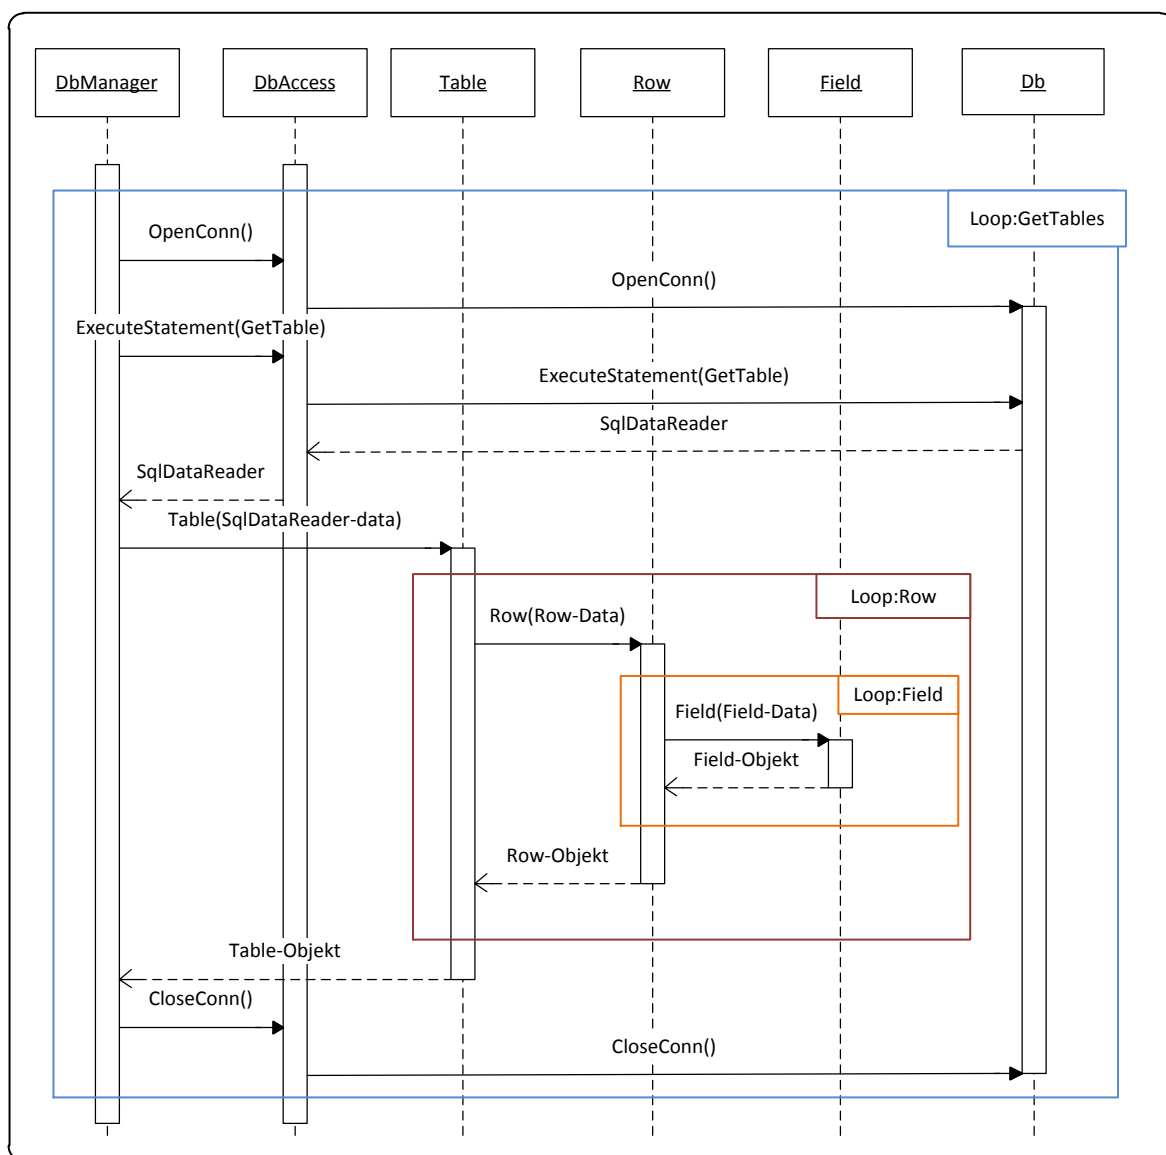 DbManager
DbAccess
Table
Row
Field
Db
Loop:GetTables
OpenConn()
OpenConn()
ExecuteStatement(GetTable)
ExecuteStatement(GetTable)
SqlDataReader
SqlDataReader
Table(SqlDataReader-data)
Loop:Row
Row(Row-Data)
Loop:Field
Field(Field-Data)
Field-Objekt
Row-Objekt
Table-Objekt
CloseConn()
CloseConn()